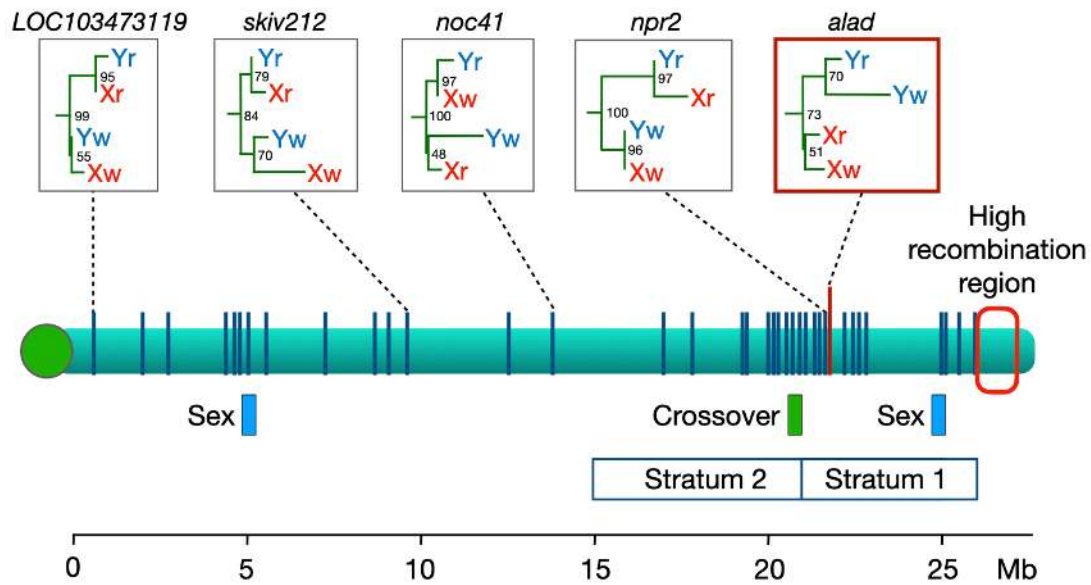 LOC103473119 skiv212 noc41 npr2 alad
Yr
95
Xr
99
Yw
55
Xw
Yr
79
Xr
84
Yw
70
Xw
Yr
97
Xw
100
Yw
48
Xr
Yr
97
Xr
100
Yw
96
Xw
Yr
70
Yw
73
Xr
51
Xw
High
recombination
region
Sex Crossover Sex
Stratum 2 Stratum 1
0 5 10 15 20 25 Mb